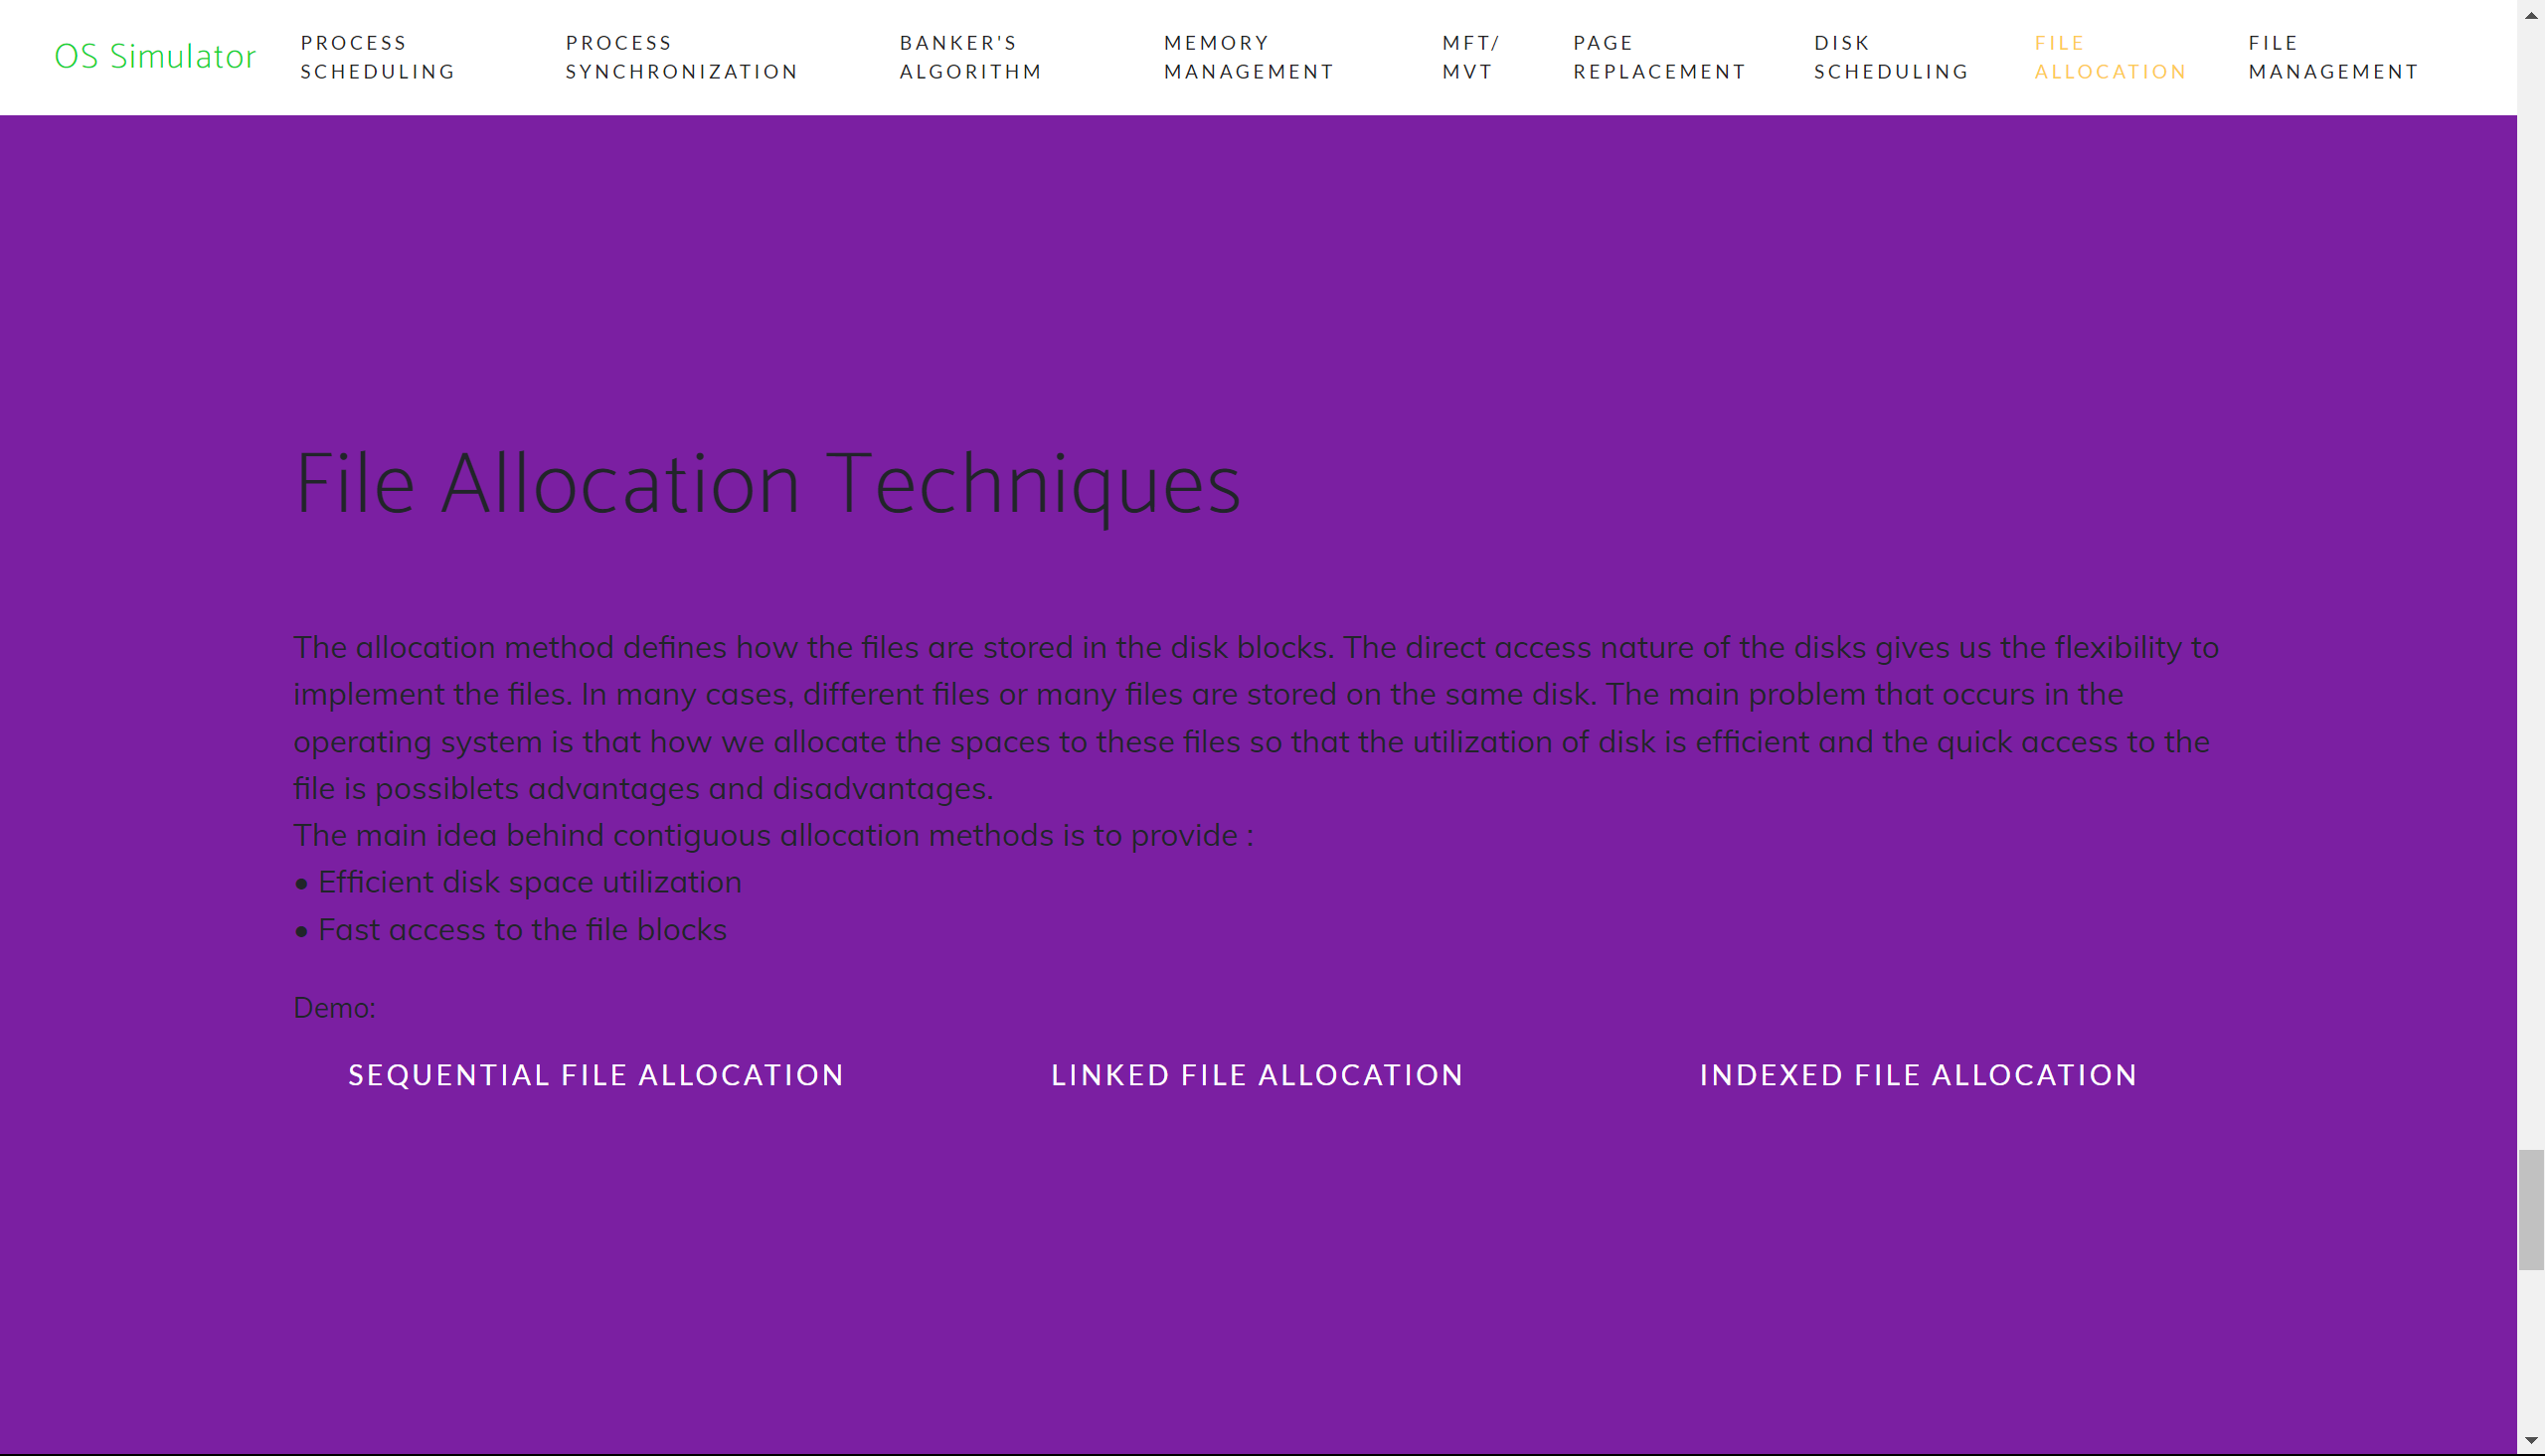 OS Simulator
PROCESS
SCHEDULING
PROCESS
SYNCHRONIZATION
BANKER'S
ALGORITHM
MEMORY
MANAGEMENT
MFT/
MVT
PAGE
REPLACEMENT
DISK
SCHEDULING
FILE
ALLOCATION
FILE
MANAGEMENT
File Allocation Techniques
The allocation method defines how the files are stored in the disk blocks. The direct access nature of the disks gives us the flexibility to
implement the files. In many cases, different files or many files are stored on the same disk. The main problem that occurs in the
operating system is that how we allocate the spaces to these files so that the utilization of disk is efficient and the quick access to the
file is possiblets advantages and disadvantages.
The main idea behind contiguous allocation methods is to provide :
• Efficient disk space utilization
• Fast access to the file blocks
Demo:
SEQUENTIAL FILE ALLOCATION
LINKED FILE ALLOCATION
INDEXED FILE ALLOCATION